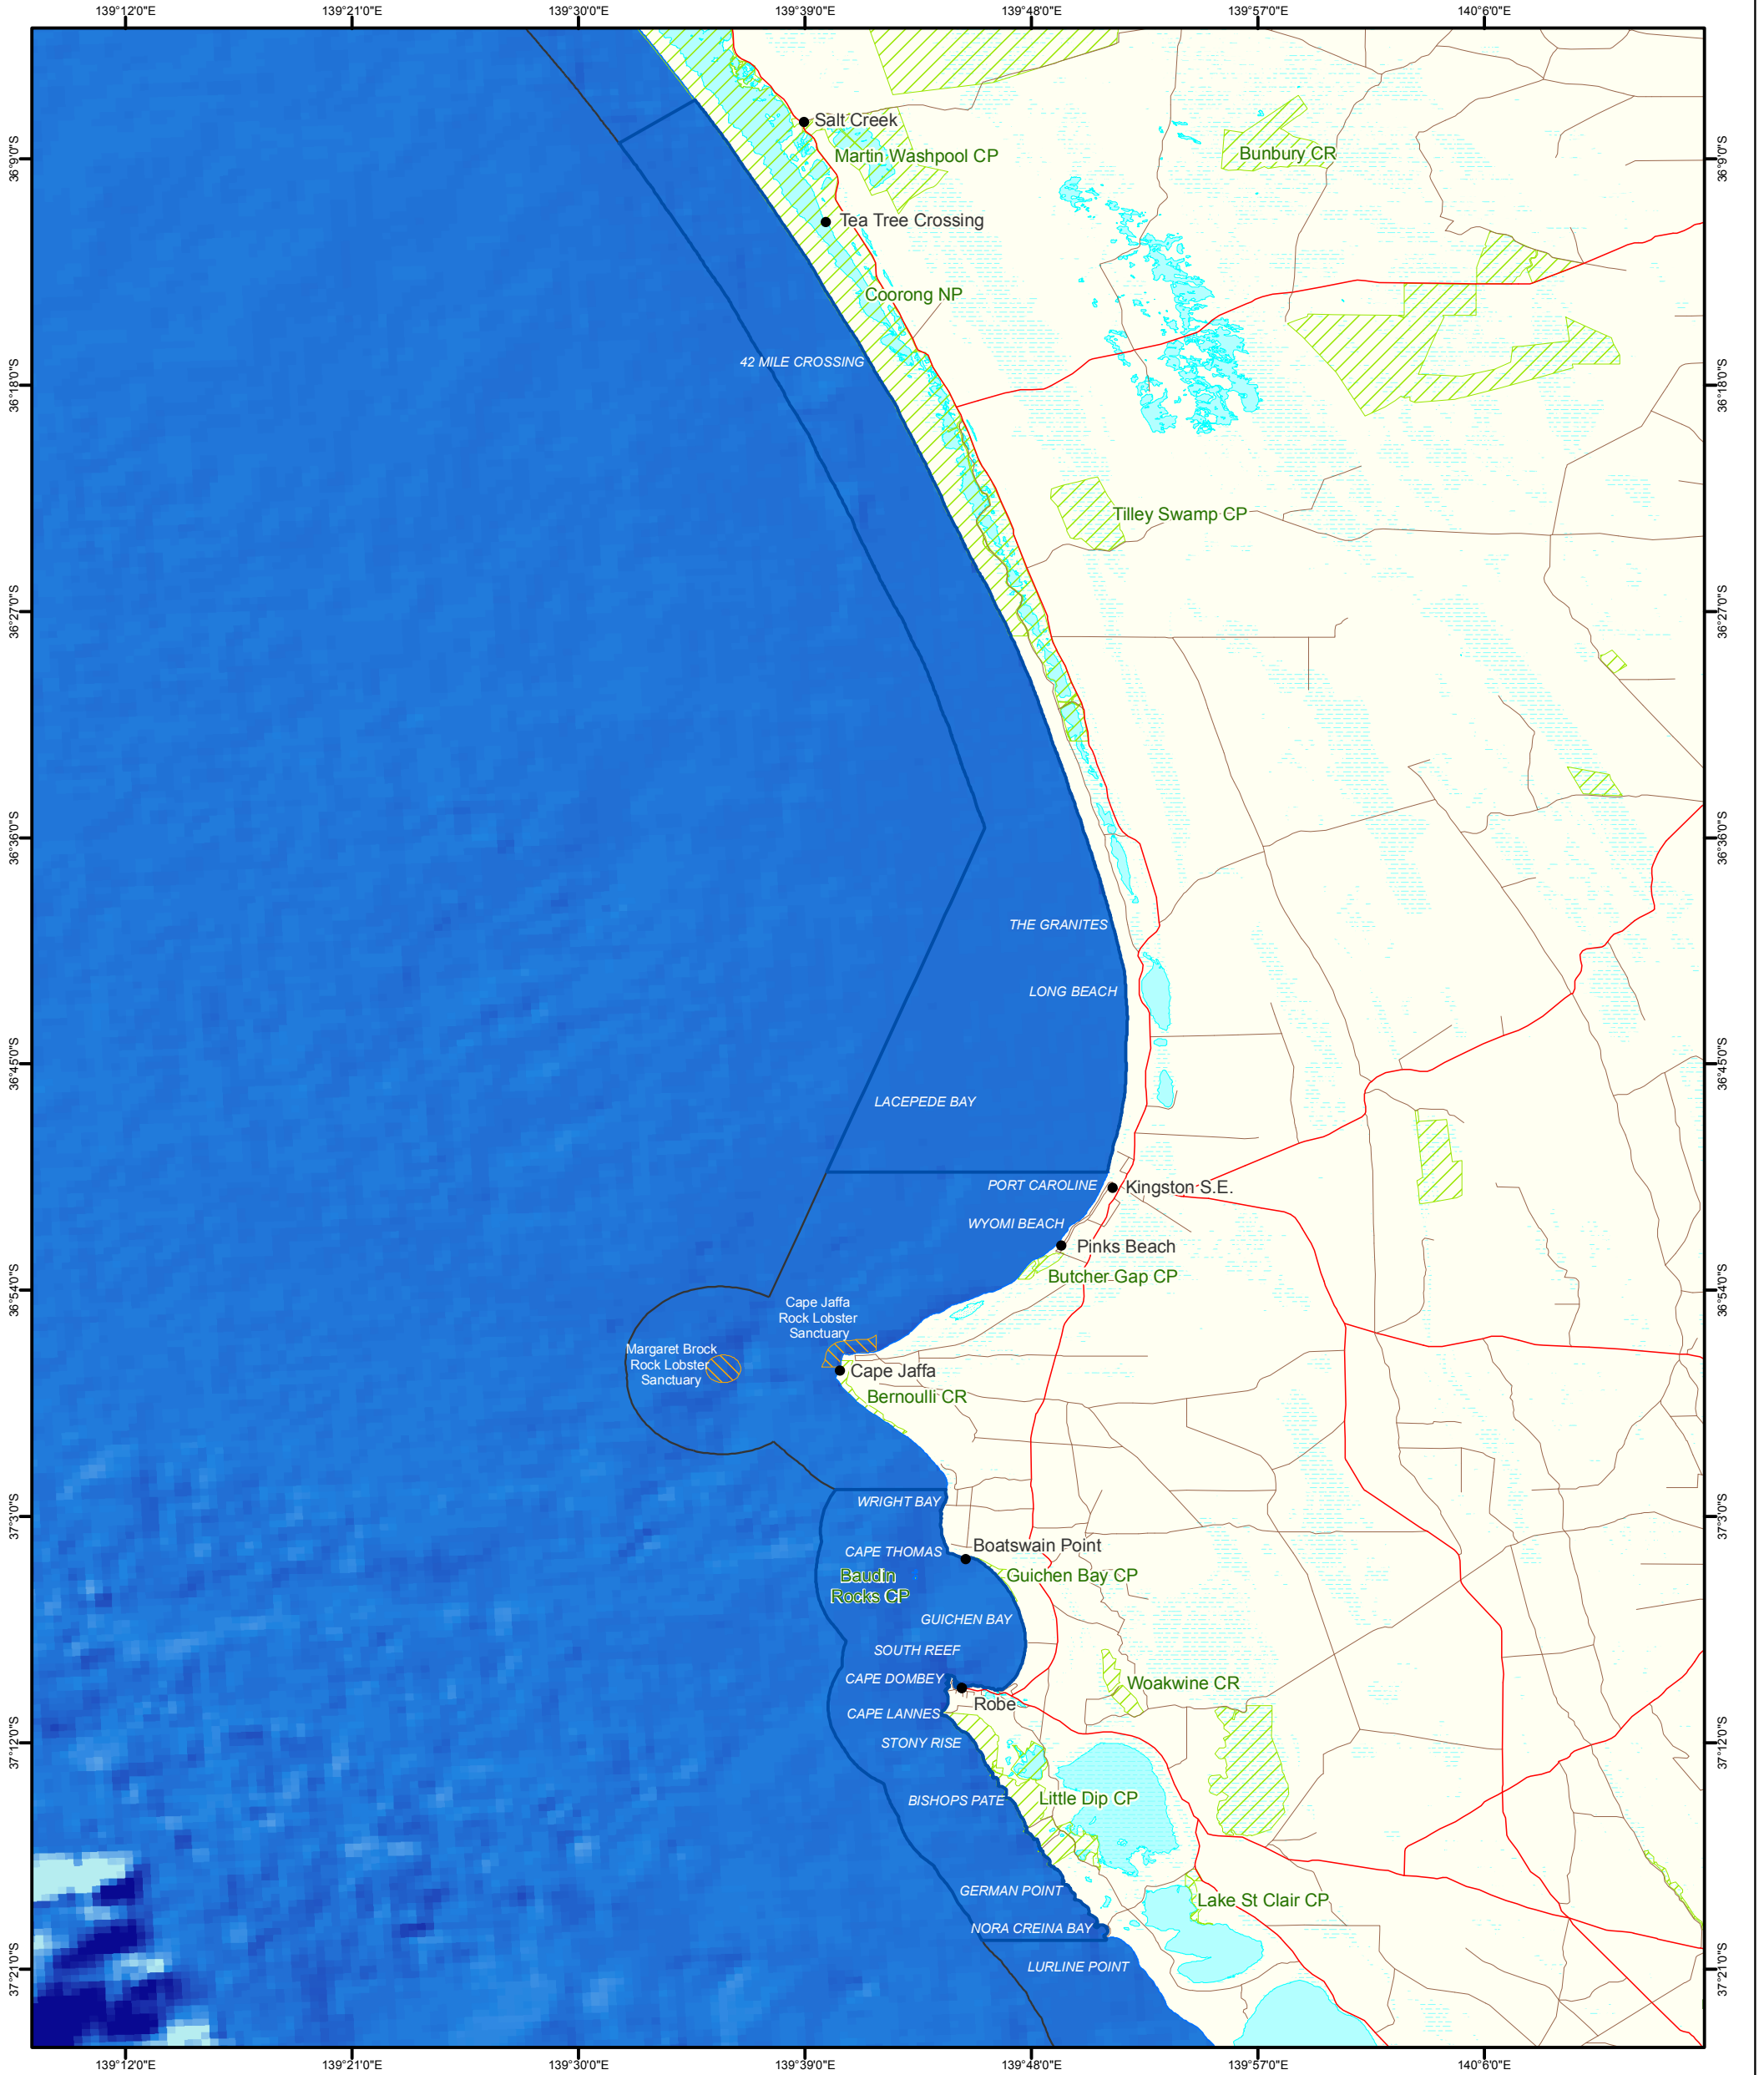 139°12'0"E
139°21'0"E
139°30'0"E
139°39'0"E
139°48'0"E
139°57'0"E
140°6'0"E
Salt Creek
Martin Washpool CP
Bunbury CR
36°9'0"S
36°9'0"S
Tea Tree Crossing
Coorong NP
42 MILE CROSSING
36°18'0"S
36°18'0"S
Tilley Swamp CP
36°27'0"S
36°27'0"S
36°36'0"S
36°36'0"S
THE GRANITES
LONG BEACH
36°45'0"S
36°45'0"S
LACEPEDE BAY
PORT CAROLINE
Kingston S.E.
WYOMI BEACH
Pinks Beach
Butcher Gap CP
36°54'0"S
36°54'0"S
Cape Jaffa
Rock Lobster
Sanctuary
Margaret Brock
Rock Lobster
Sanctuary
Cape Jaffa
Bernoulli CR
WRIGHT BAY
37°3'0"S
37°3'0"S
Boatswain Point
CAPE THOMAS
Baudin
Rocks CP
Guichen Bay CP
GUICHEN BAY
SOUTH REEF
CAPE DOMBEY
Woakwine CR
Robe
CAPE LANNES
STONY RISE
37°12'0"S
37°12'0"S
BISHOPS PATE
Little Dip CP
GERMAN POINT
Lake St Clair CP
NORA CREINA BAY
LURLINE POINT
37°21'0"S
37°21'0"S
139°12'0"E
139°21'0"E
139°30'0"E
139°39'0"E
139°48'0"E
139°57'0"E
140°6'0"E